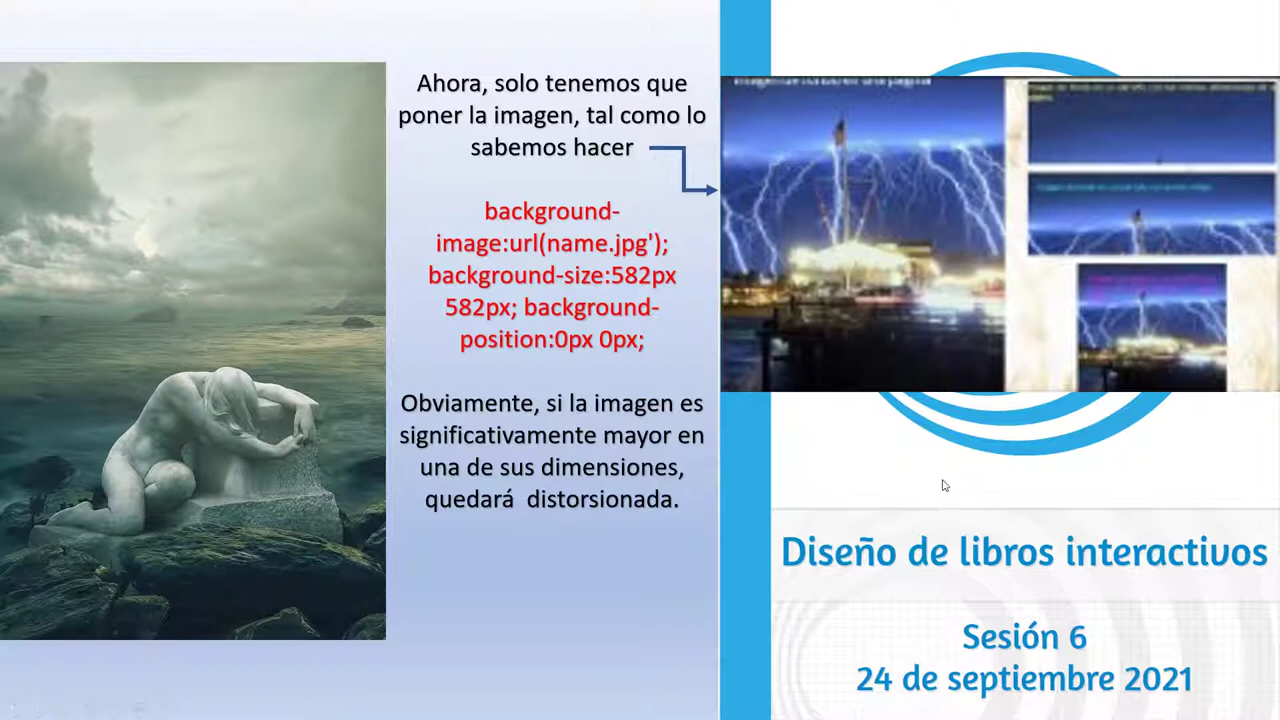 Ahora, solo tenemos que
poner la imagen, tal como lo
sabemos hacer
background-
image:url(name.jpg');
background-size:582px
582px; background-
position:0px 0px;
Obviamente, si la imagen es
significativamente mayor en
una de sus dimensiones,
quedará distorsionada.
Diseño de libros interactivos
Sesión 6
24 de septiembre 2021